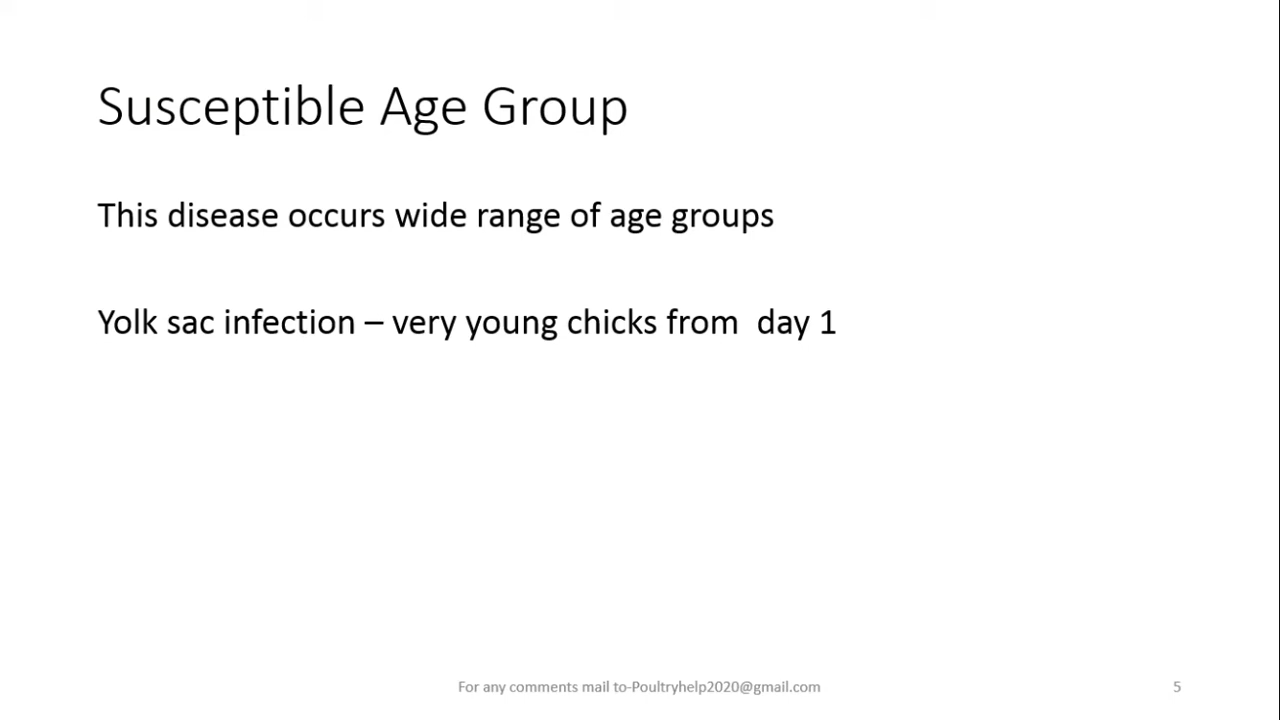 Susceptible Age Group
This disease occurs wide range of age groups
Yolk sac infection – very young chicks from  day 1
For any comments mail to-Poultryhelp2020@gmail.com
5